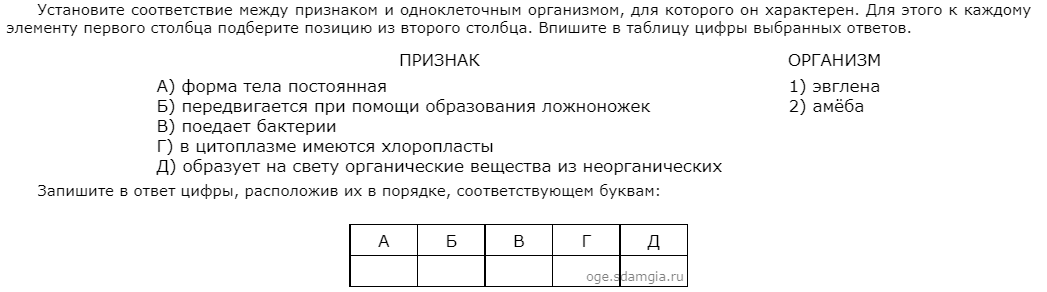 Установите соответствие между признаком и одноклеточным организмом, для которого он характерен. Для этого к каждому
элементу первого столбца подберите позицию из второго столбца. Впишите в таблицу цифры выбранных ответов.
ПРИЗНАК ОРГАНИЗМ
А) форма тела постоянная 1) эвглена
Б) передвигается при помощи образования ложноножек 2) амёба
В) поедает бактерии
Г) в цитоплазме имеются хлоропласты
Д) образует на свету органические вещества из неорганических
Запишите в ответ цифры, расположив их в порядке, соответствующем буквам:
А Б В Г Д
oge.sdamgia.ru